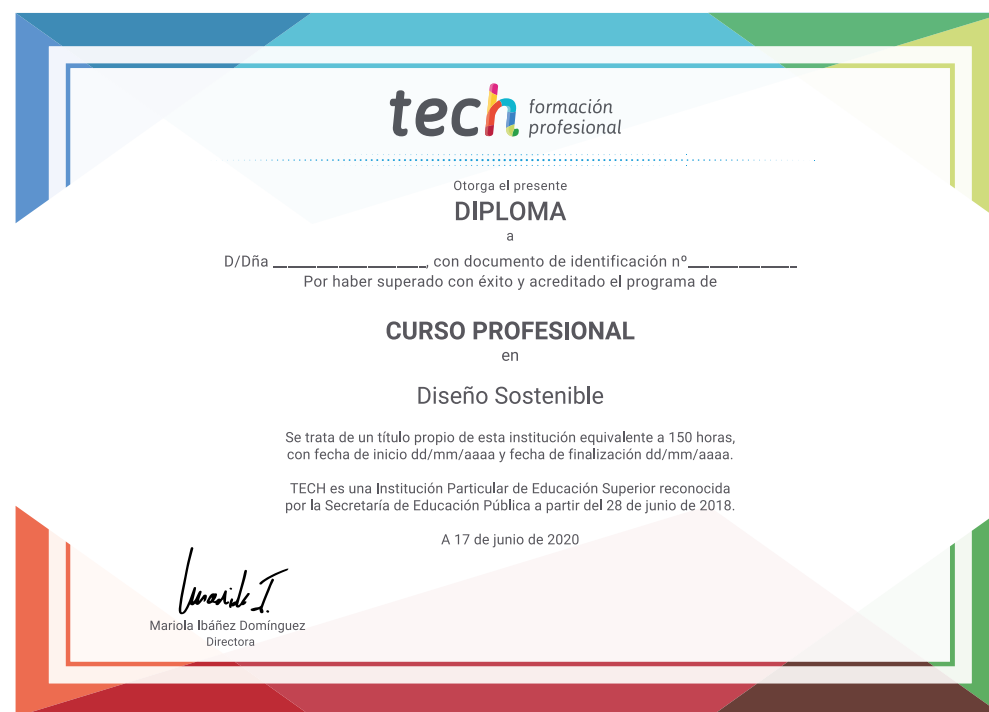 tech formación
profesional
Otorga el presente
DIPLOMA
a
D/Dña ____________________, con documento de identificación nº______________
Por haber superado con éxito y acreditado el programa de
CURSO PROFESIONAL
en
Diseño Sostenible
Se trata de un título propio de esta institución equivalente a 150 horas,
con fecha de inicio dd/mm/aaaa y fecha de finalización dd/mm/aaaa.
TECH es una Institución Particular de Educación Superior reconocida
por la Secretaría de Educación Pública a partir del 28 de junio de 2018.
A 17 de junio de 2020
Mariola Ibáñez Domínguez
Directora